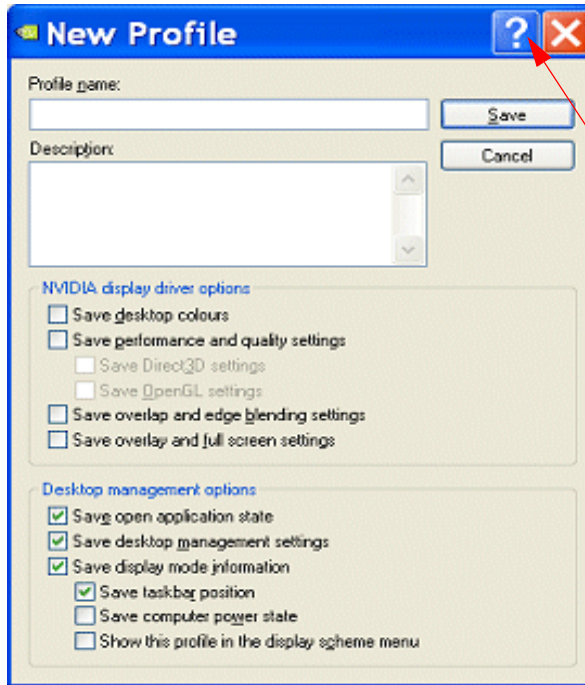 New Profile
Profile name:
Save
Description:
Cancel
NVIDIA display driver options
Save desktop colours
Save performance and quality settings
Save Direct3D settings
Save OpenGL settings
Save overlap and edge blending settings
Save overlay and full screen settings
Desktop management options
Save open application state
Save desktop management settings
Save display mode information
Save taskbar position
Save computer power state
Show this profile in the display scheme menu